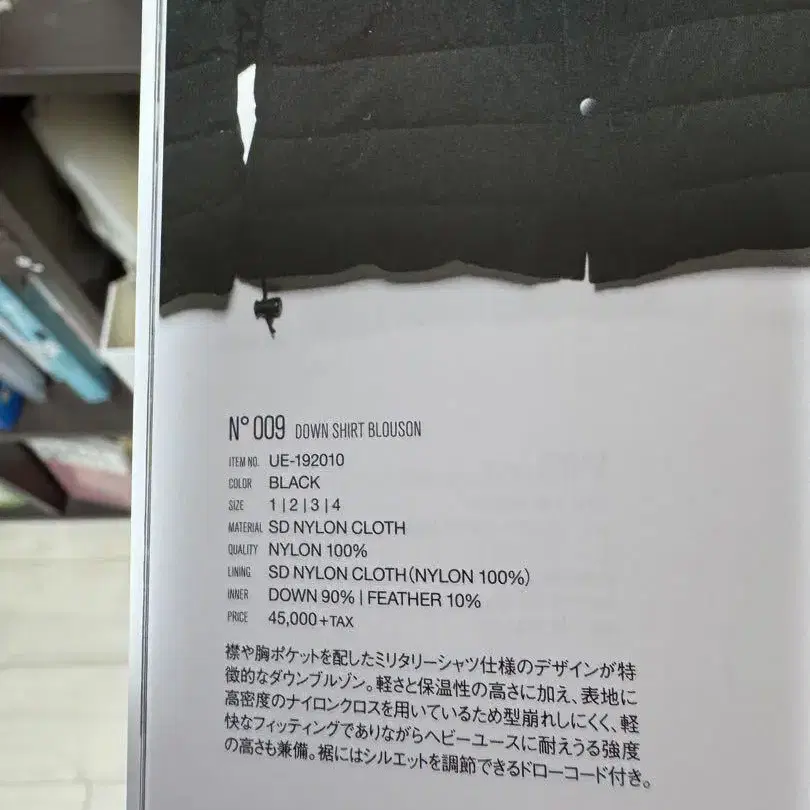 N° 009 DOWN SHIRT BLOUSON
ITEM NO. UE-192010
COLOR BLACK
SIZE 1 | 2 | 3 | 4
MATERIAL SD NYLON CLOTH
QUALITY NYLON 100%
LINING SD NYLON CLOTH(NYLON 100%)
INNER DOWN 90% | FEATHER 10%
PRICE 45,000+TAX
襟や胸ポケットを配したミリタリーシャツ仕様のデザインが特
徴的なダウンブルゾン。軽さと保温性の高さに加え、表地に
高密度のナイロンクロスを用いているため型崩れしにくく、軽
快なフィッティングでありながらヘビーユースに耐えうる強度
の高さも兼備。裾にはシルエットを調節できるドローコード付き。